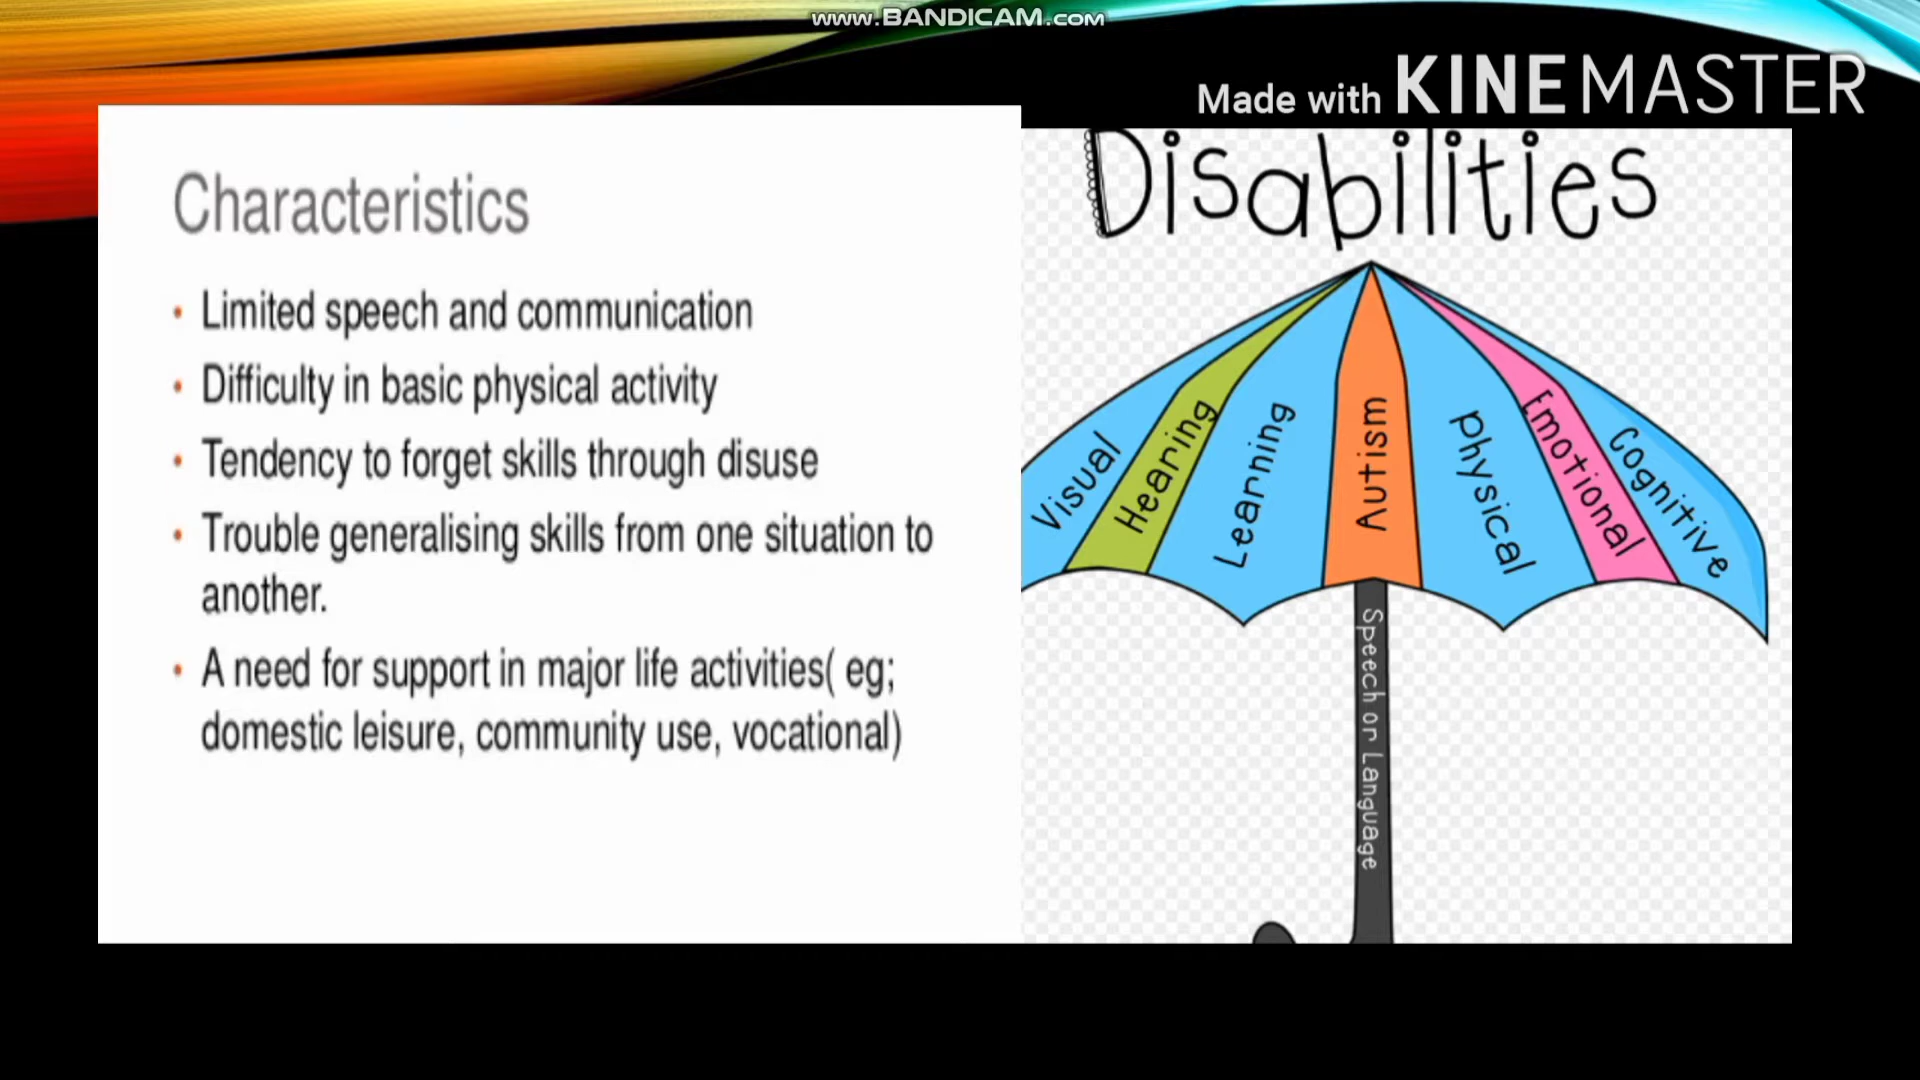 www.BANDICAM.com
Made with KINEMASTER
Characteristics
• Limited speech and communication
• Difficulty in basic physical activity
• Tendency to forget skills through disuse
• Trouble generalising skills from one situation to
another.
• A need for support in major life activities( eg;
domestic leisure, community use, vocational)
Disabilities
Visual
Hearing
Learning
Autism
Physical
Emotional
Cognitive
Speech or Language